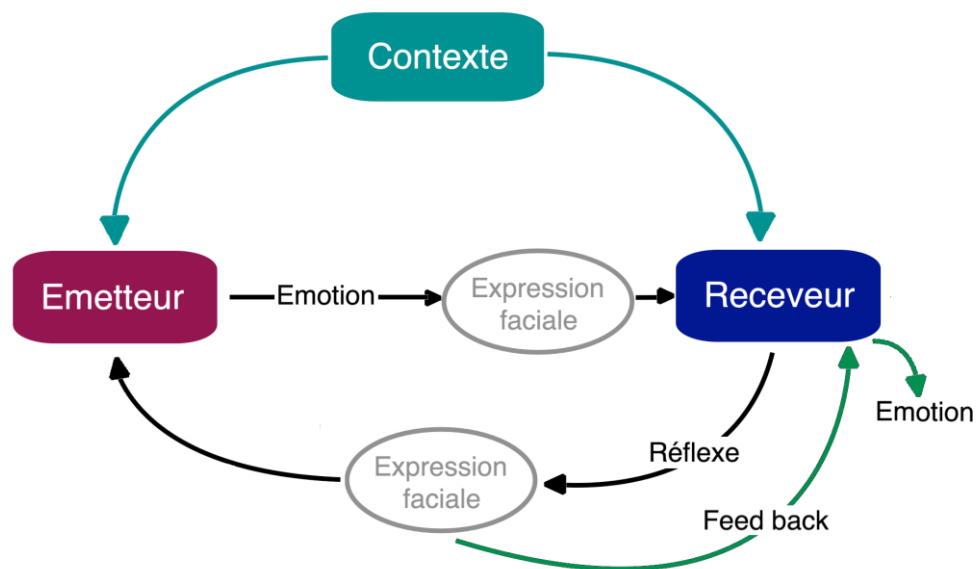 Contexte
Emetteur
Emotion
Expression
faciale
Receveur
Emotion
Réflexe
Expression
faciale
Feed back